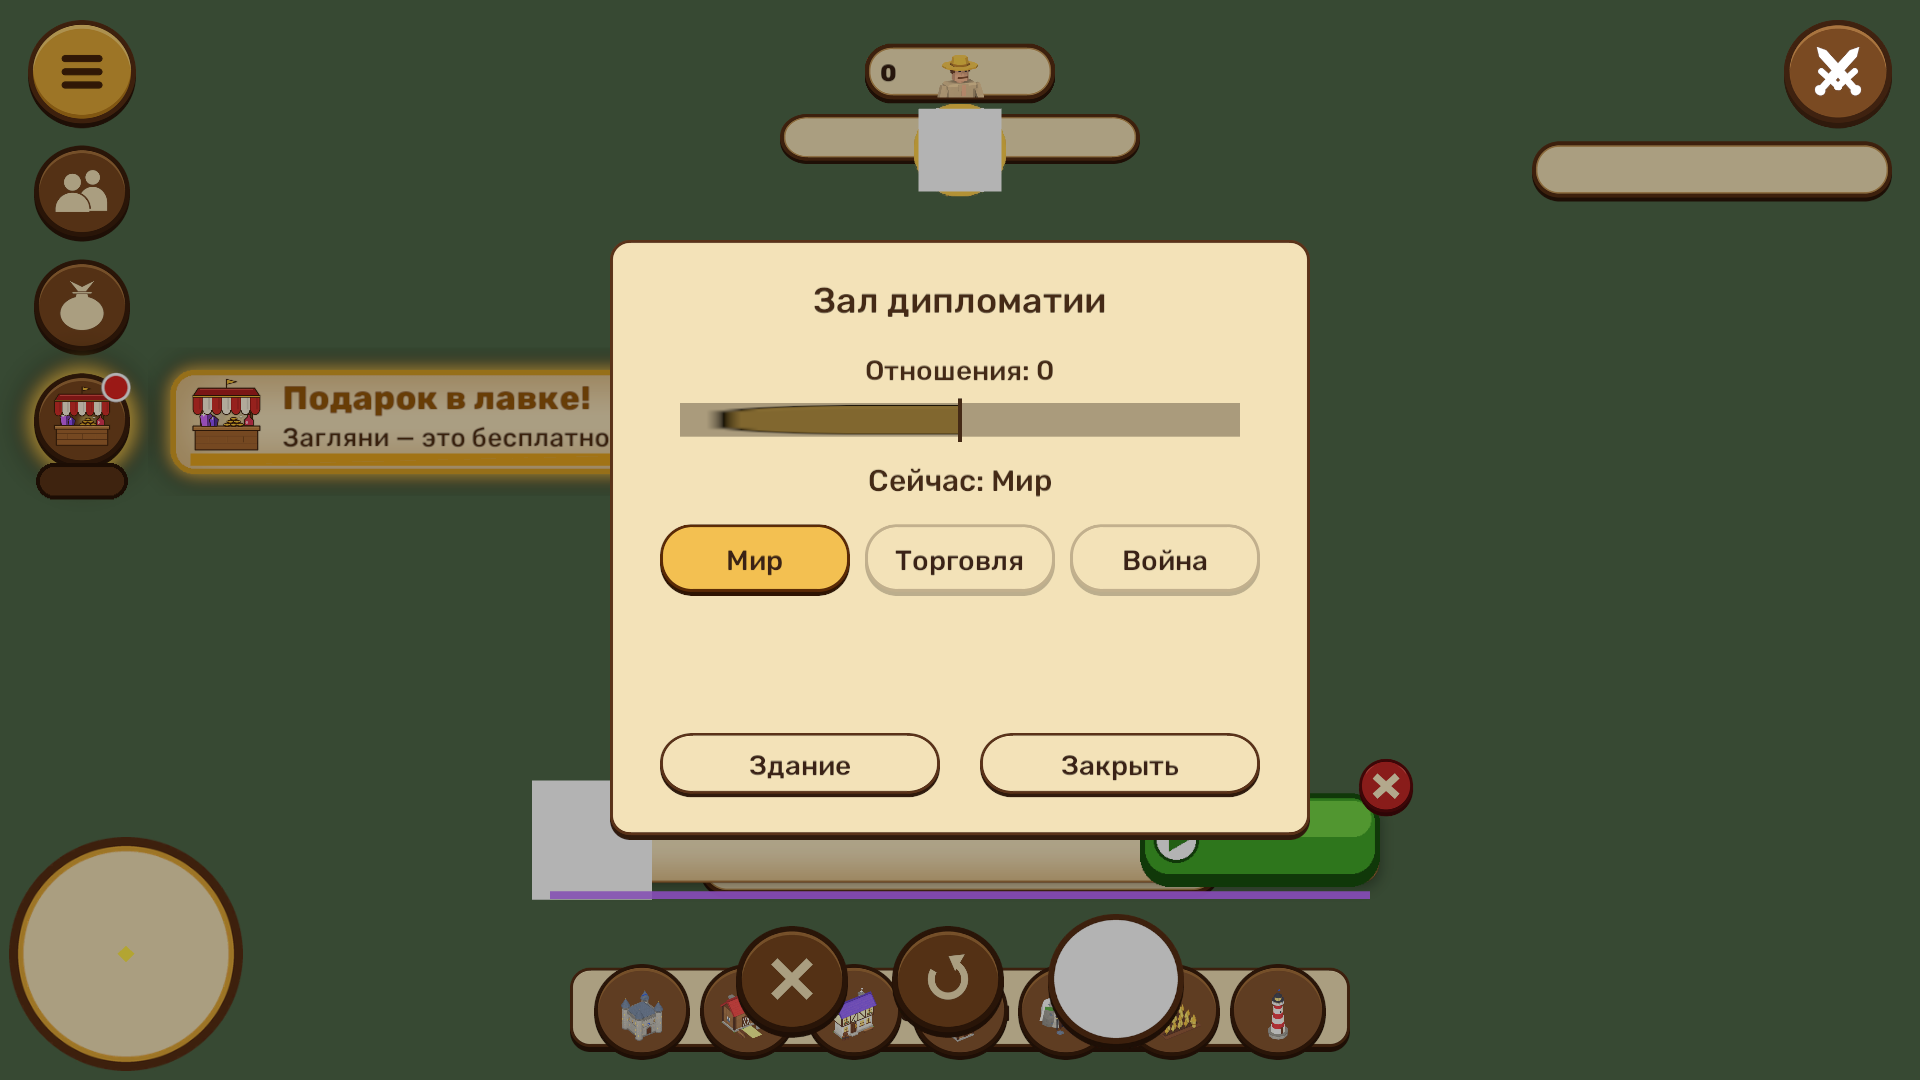 0
Зал дипломатии
Отношения: 0
Подарок в лавке!
Загляни — это бесплатно
Сейчас: Мир
Мир
Торговля
Война
Здание
Закрыть